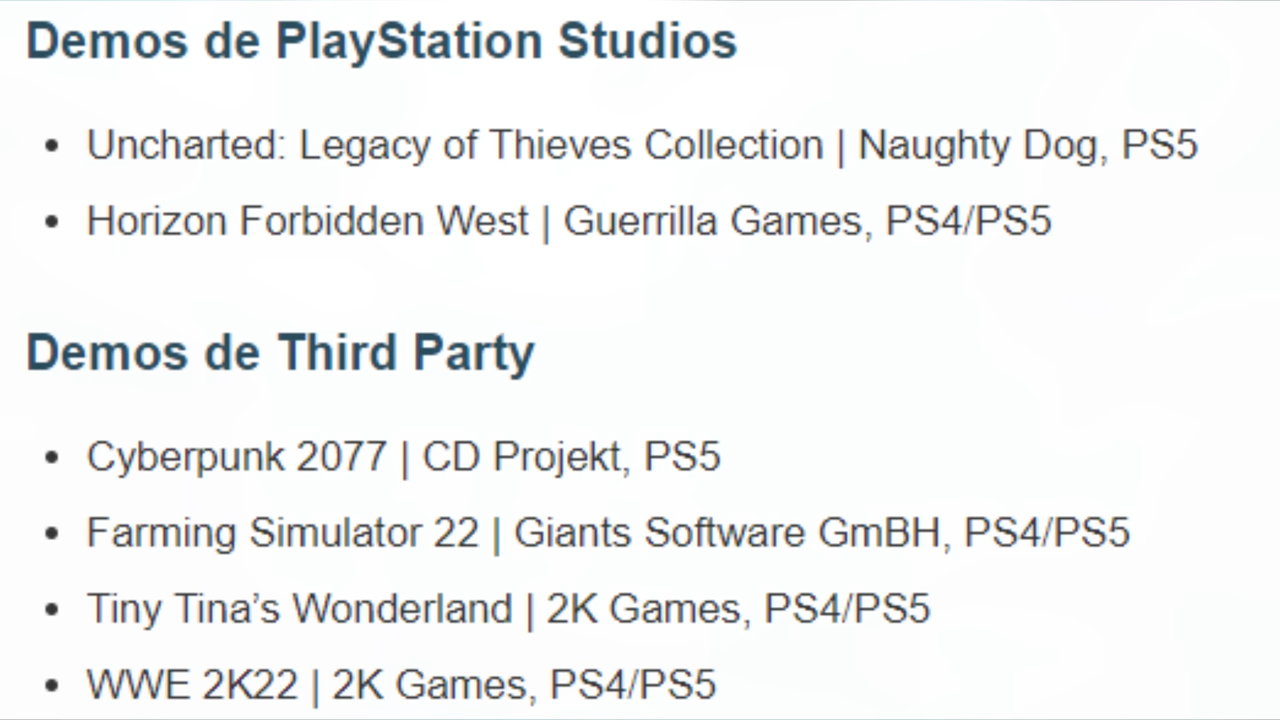 Demos de PlayStation Studios
• Uncharted: Legacy of Thieves Collection | Naughty Dog, PS5
• Horizon Forbidden West | Guerrilla Games, PS4/PS5
Demos de Third Party
• Cyberpunk 2077 | CD Projekt, PS5
• Farming Simulator 22 | Giants Software GmBH, PS4/PS5
• Tiny Tina’s Wonderland | 2K Games, PS4/PS5
• WWE 2K22 | 2K Games, PS4/PS5